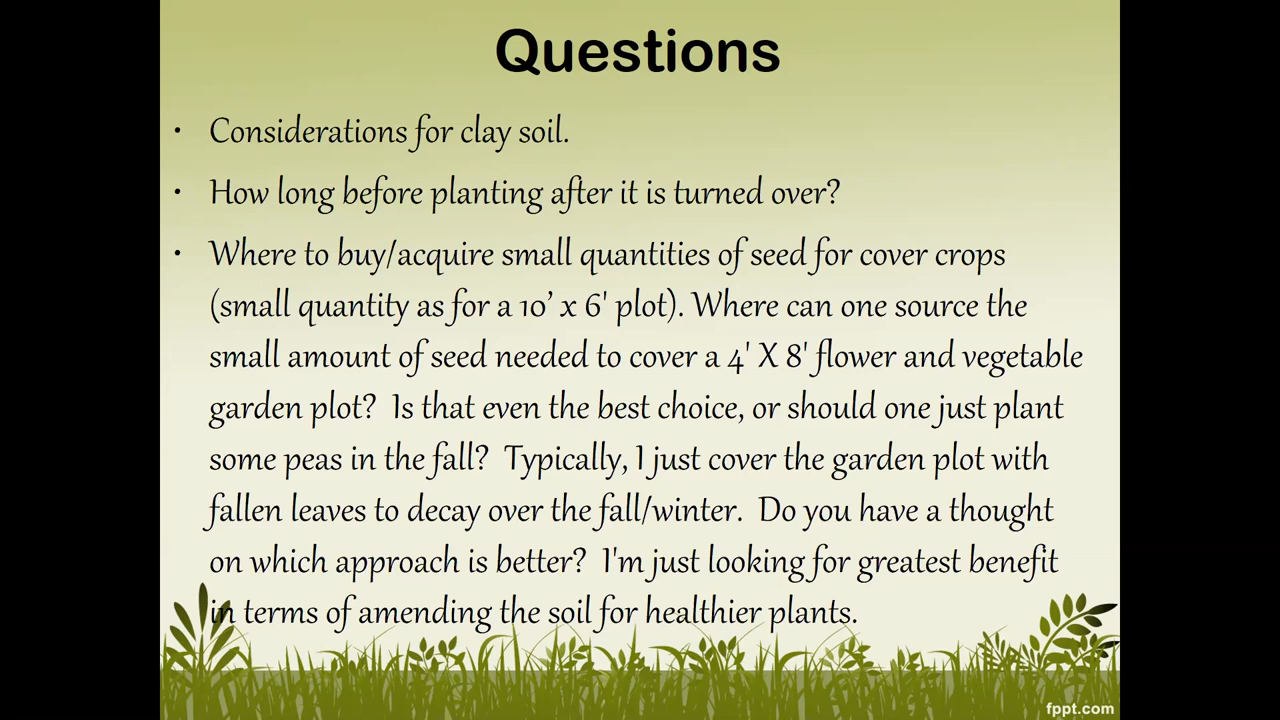 Questions
• Considerations for clay soil.
• How long before planting after it is turned over?
• Where to buy/acquire small quantities of seed for cover crops
(small quantity as for a 10’ x 6' plot). Where can one source the
small amount of seed needed to cover a 4' X 8' flower and vegetable
garden plot?  Is that even the best choice, or should one just plant
some peas in the fall?  Typically, I just cover the garden plot with
fallen leaves to decay over the fall/winter.  Do you have a thought
on which approach is better?  I'm just looking for greatest benefit
in terms of amending the soil for healthier plants.
fppt.com